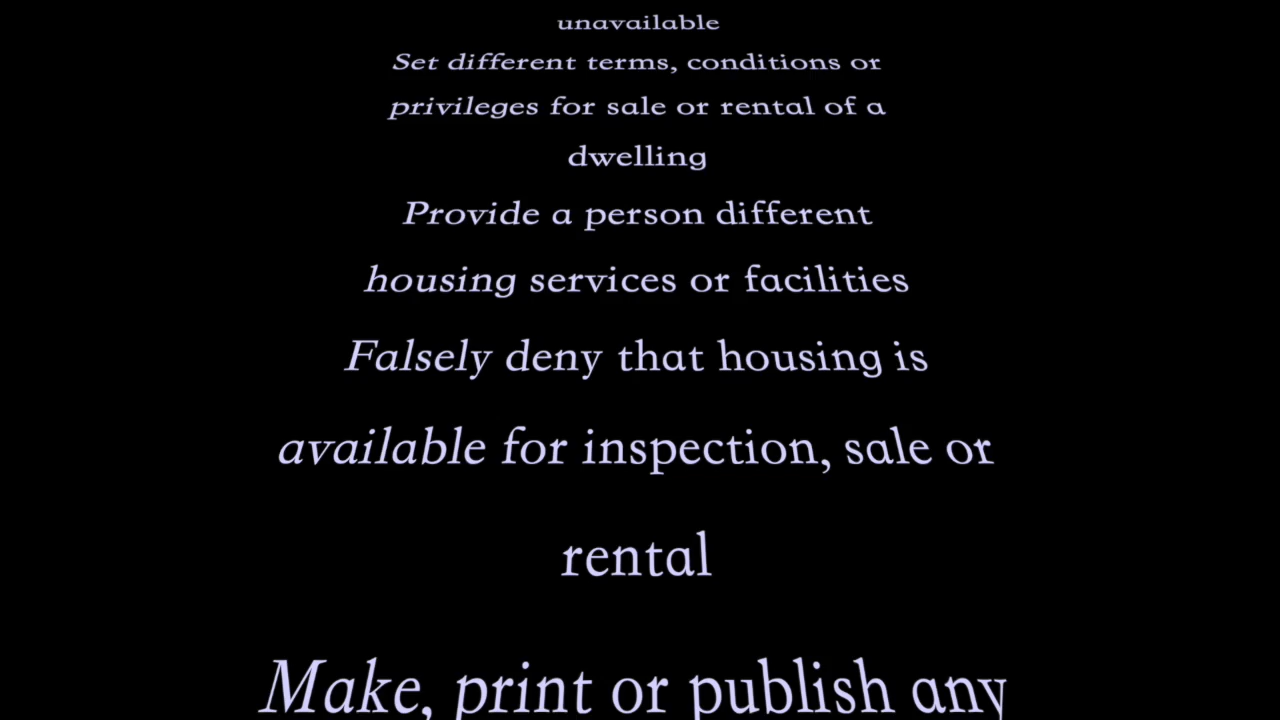 unavailable
Set different terms, conditions or
privileges for sale or rental of a
dwelling
Provide a person different
housing services or facilities
Falsely deny that housing is
available for inspection, sale or
rental
Make, print or publish any